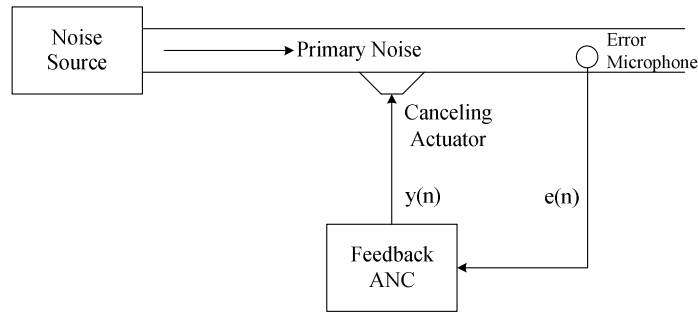 Noise
Source
Primary Noise
Error
Microphone
Canceling
Actuator
y(n)
e(n)
Feedback
ANC